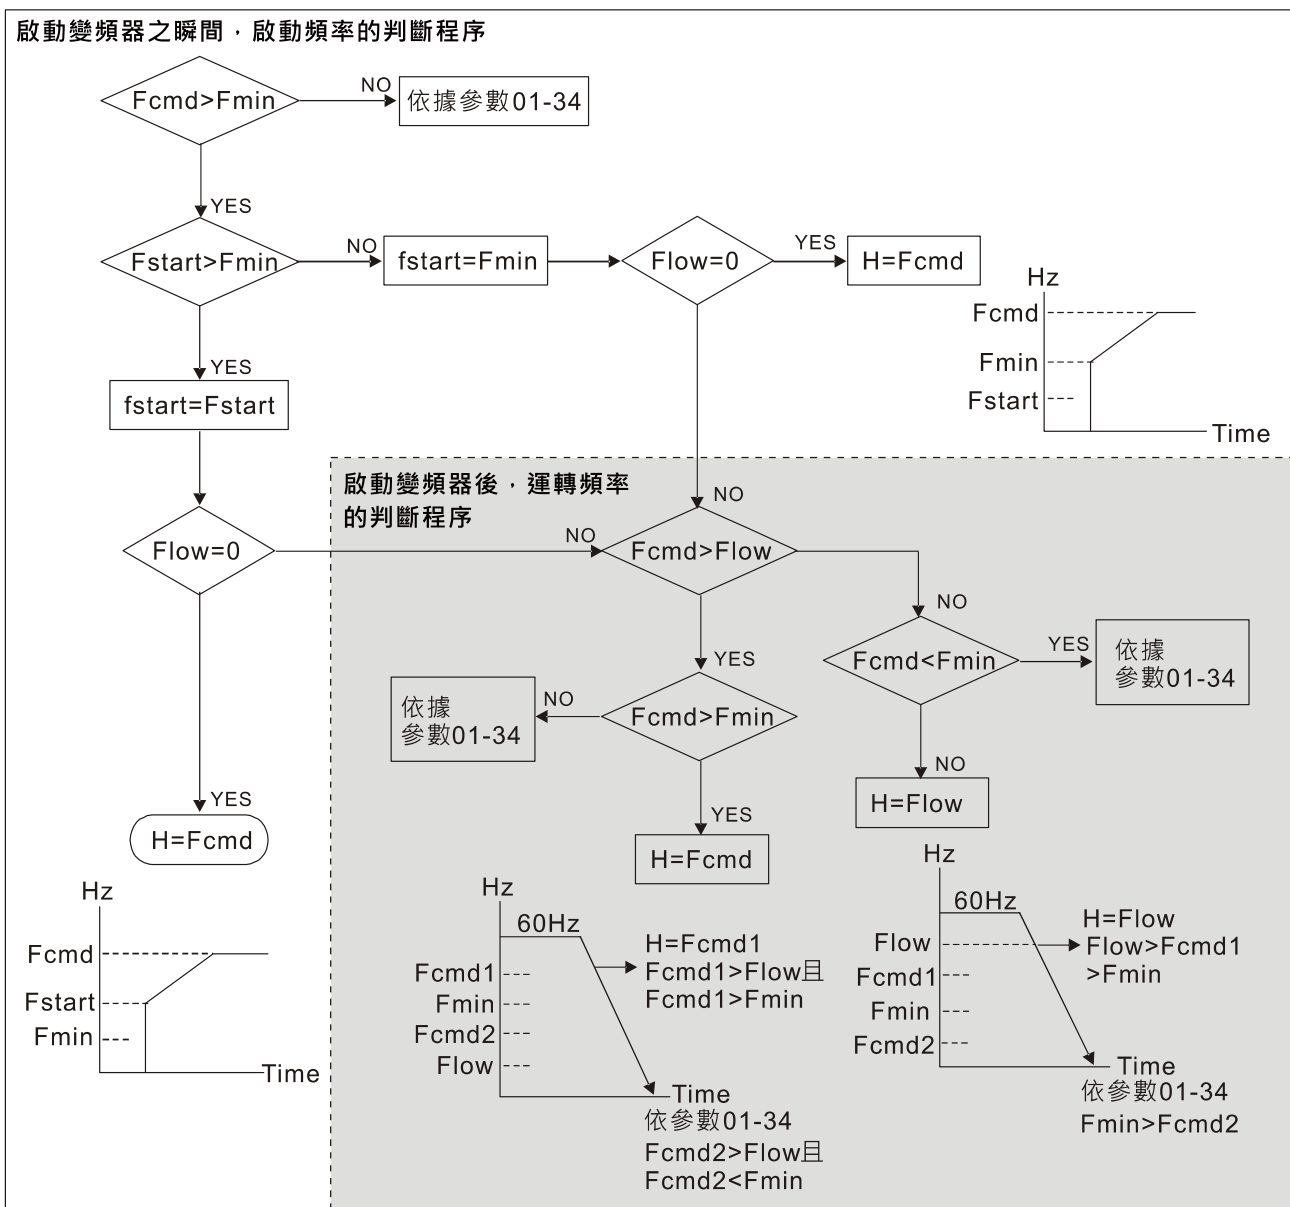 啟動變頻器之瞬間，啟動頻率的判斷程序
Fcmd>Fmin
NO
依據參數01-34
YES
Fstart>Fmin
NO
fstart=Fmin
Flow=0
YES
H=Fcmd
Hz
Fcmd
Fmin
Fstart
Time
YES
fstart=Fstart
啟動變頻器後，運轉頻率
的判斷程序
NO
Flow=0
NO
Fcmd>Flow
NO
YES
Fcmd<Fmin
YES
依據
參數01-34
依據
參數01-34
NO
Fcmd>Fmin
NO
H=Flow
YES
H=Fcmd
YES
H=Fcmd
Hz
Fcmd
Fstart
Fmin
Time
Hz
60Hz
Fcmd1
Fmin
Fcmd2
Flow
H=Fcmd1
Fcmd1>Flow且
Fcmd1>Fmin
Time
依參數01-34
Fcmd2>Flow且
Fcmd2<Fmin
Hz
60Hz
Flow
Fcmd1
Fmin
Fcmd2
H=Flow
Flow>Fcmd1
>Fmin
Time
依參數01-34
Fmin>Fcmd2